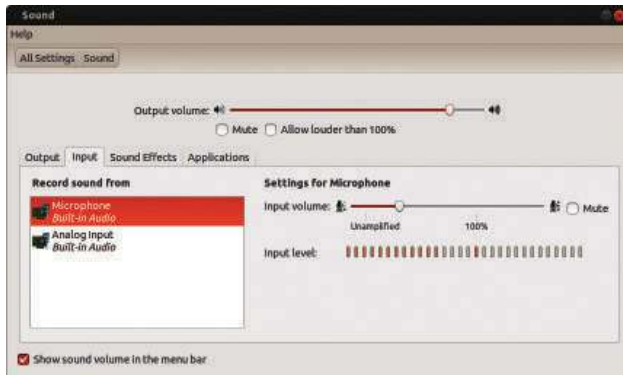 Sound
Help
All Settings Sound
Output volume:
Mute Allow louder than 100%
Output Input Sound Effects Applications
Record sound from
Microphone
Built-in Audio
Analog Input
Built-in Audio
Settings for Microphone
Input volume: Mute
Unamplified 100%
Input level:
Show sound volume in the menu bar